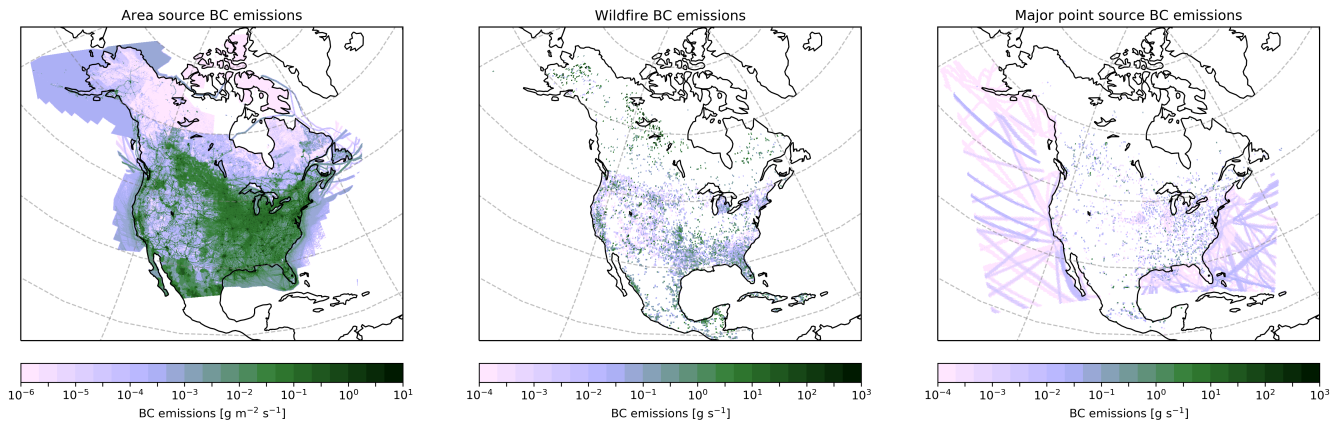 Area source BC emissions
Wildfire BC emissions
Major point source BC emissions
10⁻⁶ 10⁻⁵ 10⁻⁴ 10⁻³ 10⁻² 10⁻¹ 10⁰ 10¹
BC emissions [g m⁻² s⁻¹]
10⁻⁴ 10⁻³ 10⁻² 10⁻¹ 10⁰ 10¹ 10² 10³
BC emissions [g s⁻¹]
10⁻⁴ 10⁻³ 10⁻² 10⁻¹ 10⁰ 10¹ 10² 10³
BC emissions [g s⁻¹]